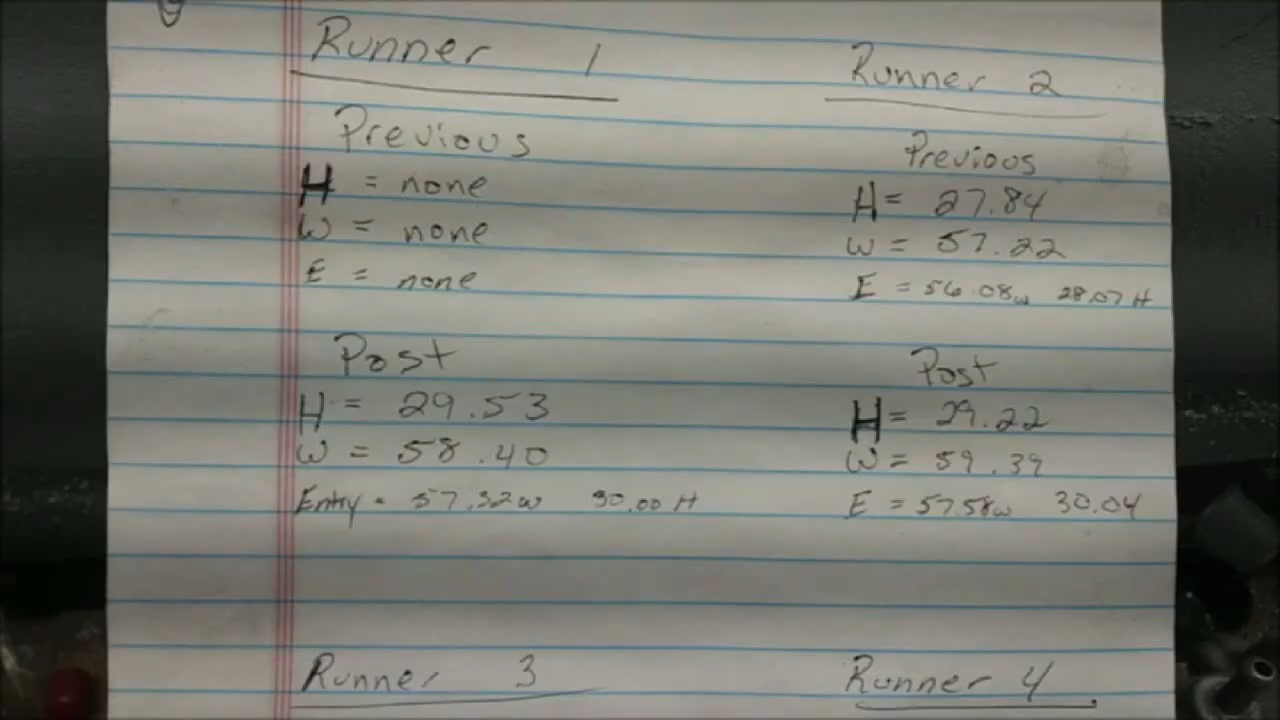 Runner 1
Previous
H = none
W = none
E = none
Post
H = 29.53
W = 58.40
Entry = 57.32w 30.00 H
Runner 2
Previous
H = 27.84
W = 57.22
E = 56.08w 28.07 H
Post
H = 29.22
W = 59.39
E = 57.58w 30.04
Runner 3
Runner 4